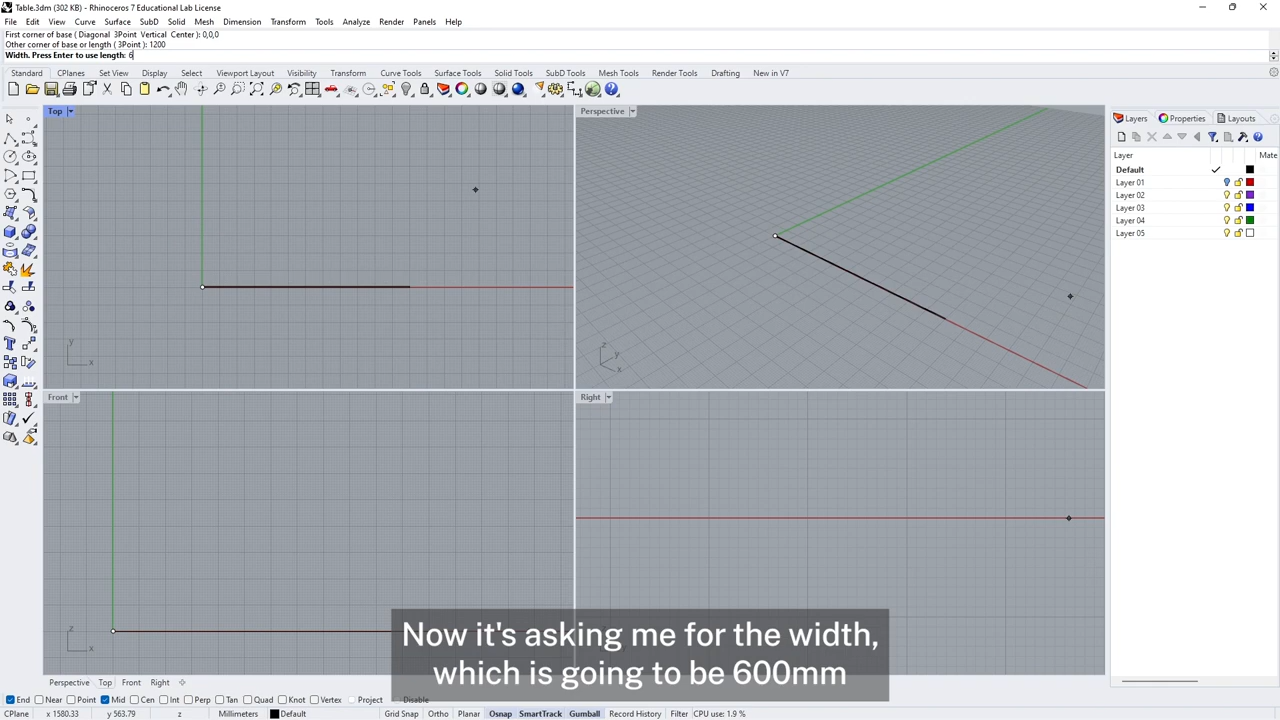 Table.3dm (302 KB) - Rhinoceros 7 Educational Lab License
File Edit View Curve Surface SubD Solid Mesh Dimension Transform Tools Analyze Render Panels Help
First corner of base ( Diagonal 3Point Vertical Center ): 0,0,0
Other corner of base or length ( 3Point ): 1200
Width. Press Enter to use length: 6
Standard CPlanes Set View Display Select Viewport Layout Visibility Transform Curve Tools Surface Tools Solid Tools SubD Tools Mesh Tools Render Tools Drafting New in V7
Top
Perspective
Layers Properties Layouts
Layer Mate
Default
Layer 01
Layer 02
Layer 03
Layer 04
Layer 05
y
x
z
y
x
Front
Right
z
x
Now it's asking me for the width,
which is going to be 600mm
Perspective Top Front Right
End Near Point Mid Cen Int Perp Tan Quad Knot Vertex Project Disable
CPlane x 1580.33 y 563.79 z Millimeters Default Grid Snap Ortho Planar Osnap SmartTrack Gumball Record History Filter CPU use: 1.9 %